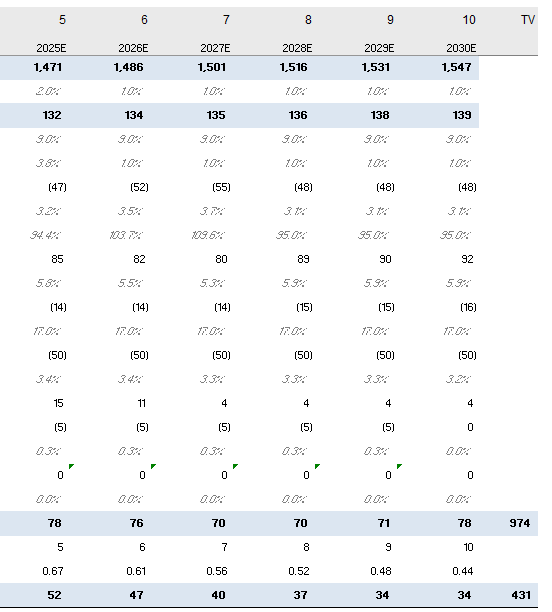 5 6 7 8 9 10 TV
2025E 2026E 2027E 2028E 2029E 2030E
1,471 1,486 1,501 1,516 1,531 1,547
2.0% 1.0% 1.0% 1.0% 1.0% 1.0%
132 134 135 136 138 139
9.0% 9.0% 9.0% 9.0% 9.0% 9.0%
3.8% 1.0% 1.0% 1.0% 1.0% 1.0%
(47) (52) (55) (48) (48) (48)
3.2% 3.5% 3.7% 3.1% 3.1% 3.1%
94.4% 103.7% 109.6% 95.0% 95.0% 95.0%
85 82 80 89 90 92
5.8% 5.5% 5.3% 5.9% 5.9% 5.9%
(14) (14) (14) (15) (15) (16)
17.0% 17.0% 17.0% 17.0% 17.0% 17.0%
(50) (50) (50) (50) (50) (50)
3.4% 3.4% 3.3% 3.3% 3.3% 3.2%
15 11 4 4 4 4
(5) (5) (5) (5) (5) 0
0.3% 0.3% 0.3% 0.3% 0.3% 0.0%
0 0 0 0 0 0
0.0% 0.0% 0.0% 0.0% 0.0% 0.0%
78 76 70 70 71 78 974
5 6 7 8 9 10
0.67 0.61 0.56 0.52 0.48 0.44
52 47 40 37 34 34 431